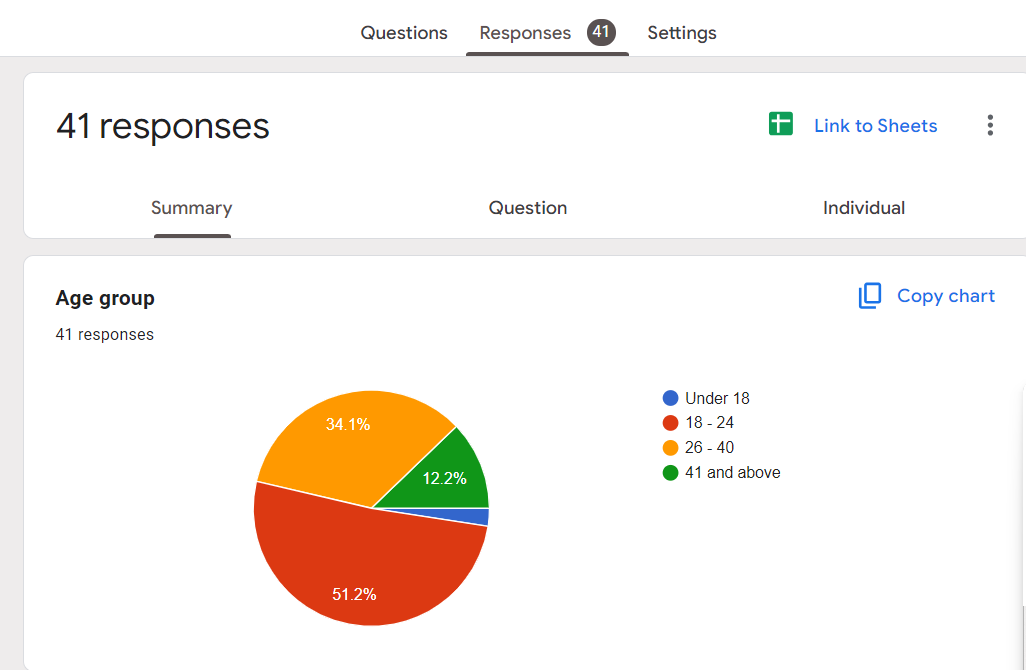 Questions Responses 41 Settings
41 responses
Link to Sheets
Summary Question Individual
Age group
Copy chart
41 responses
34.1%
12.2%
51.2%
Under 18
18 - 24
26 - 40
41 and above